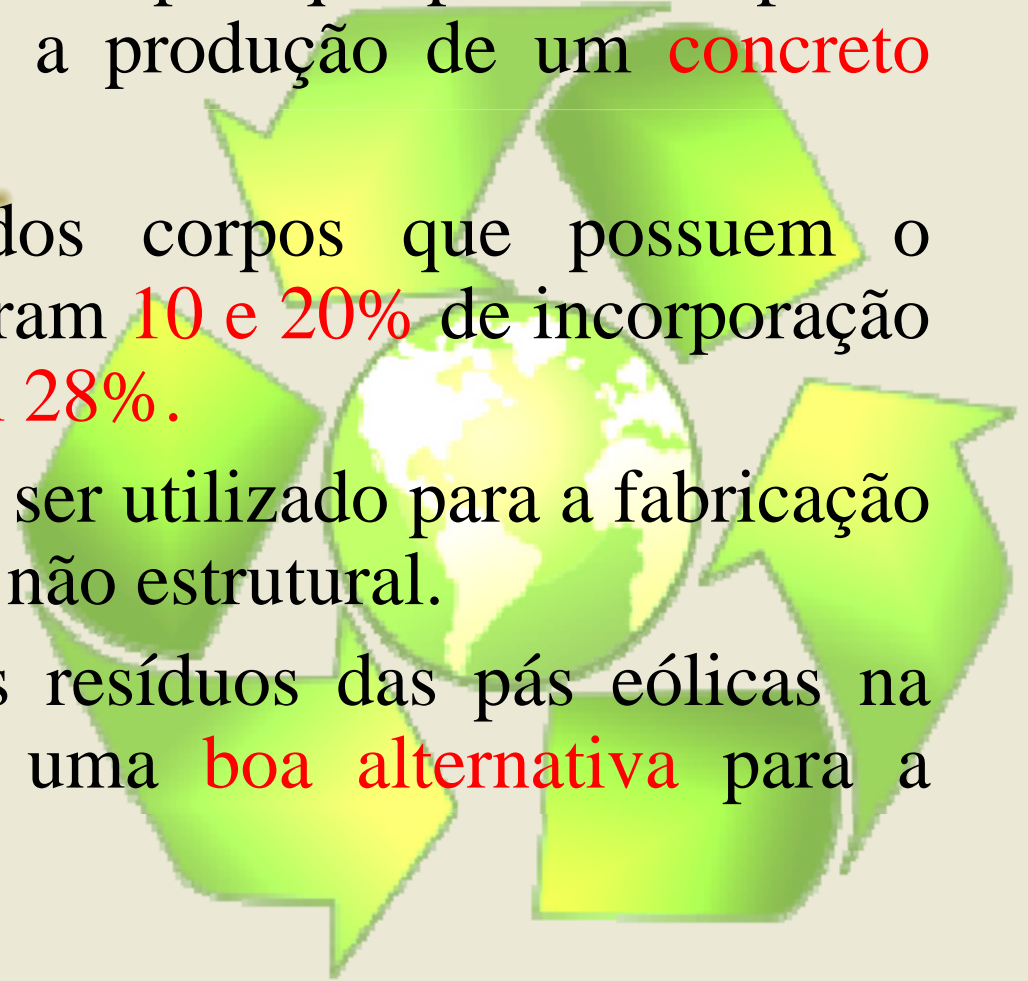 a produção de um concreto
dos corpos que possuem o
ram 10 e 20% de incorporação
28%.
ser utilizado para a fabricação
não estrutural.
s resíduos das pás eólicas na
uma boa alternativa para a